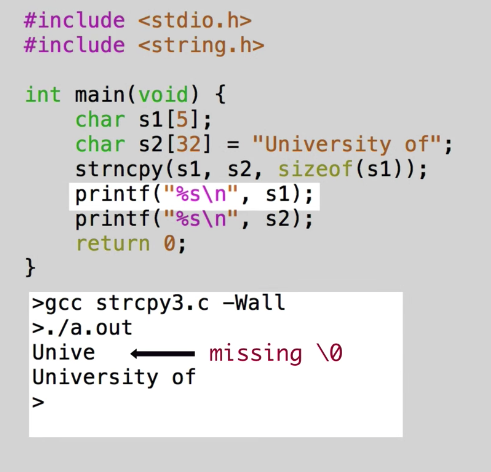 #include <stdio.h>
#include <string.h>
int main(void) {
char s1[5];
char s2[32] = "University of";
strncpy(s1, s2, sizeof(s1));
printf("%s\n", s1);
printf("%s\n", s2);
return 0;
}
>gcc strcpy3.c -Wall
>./a.out
Unive missing \0
University of
>